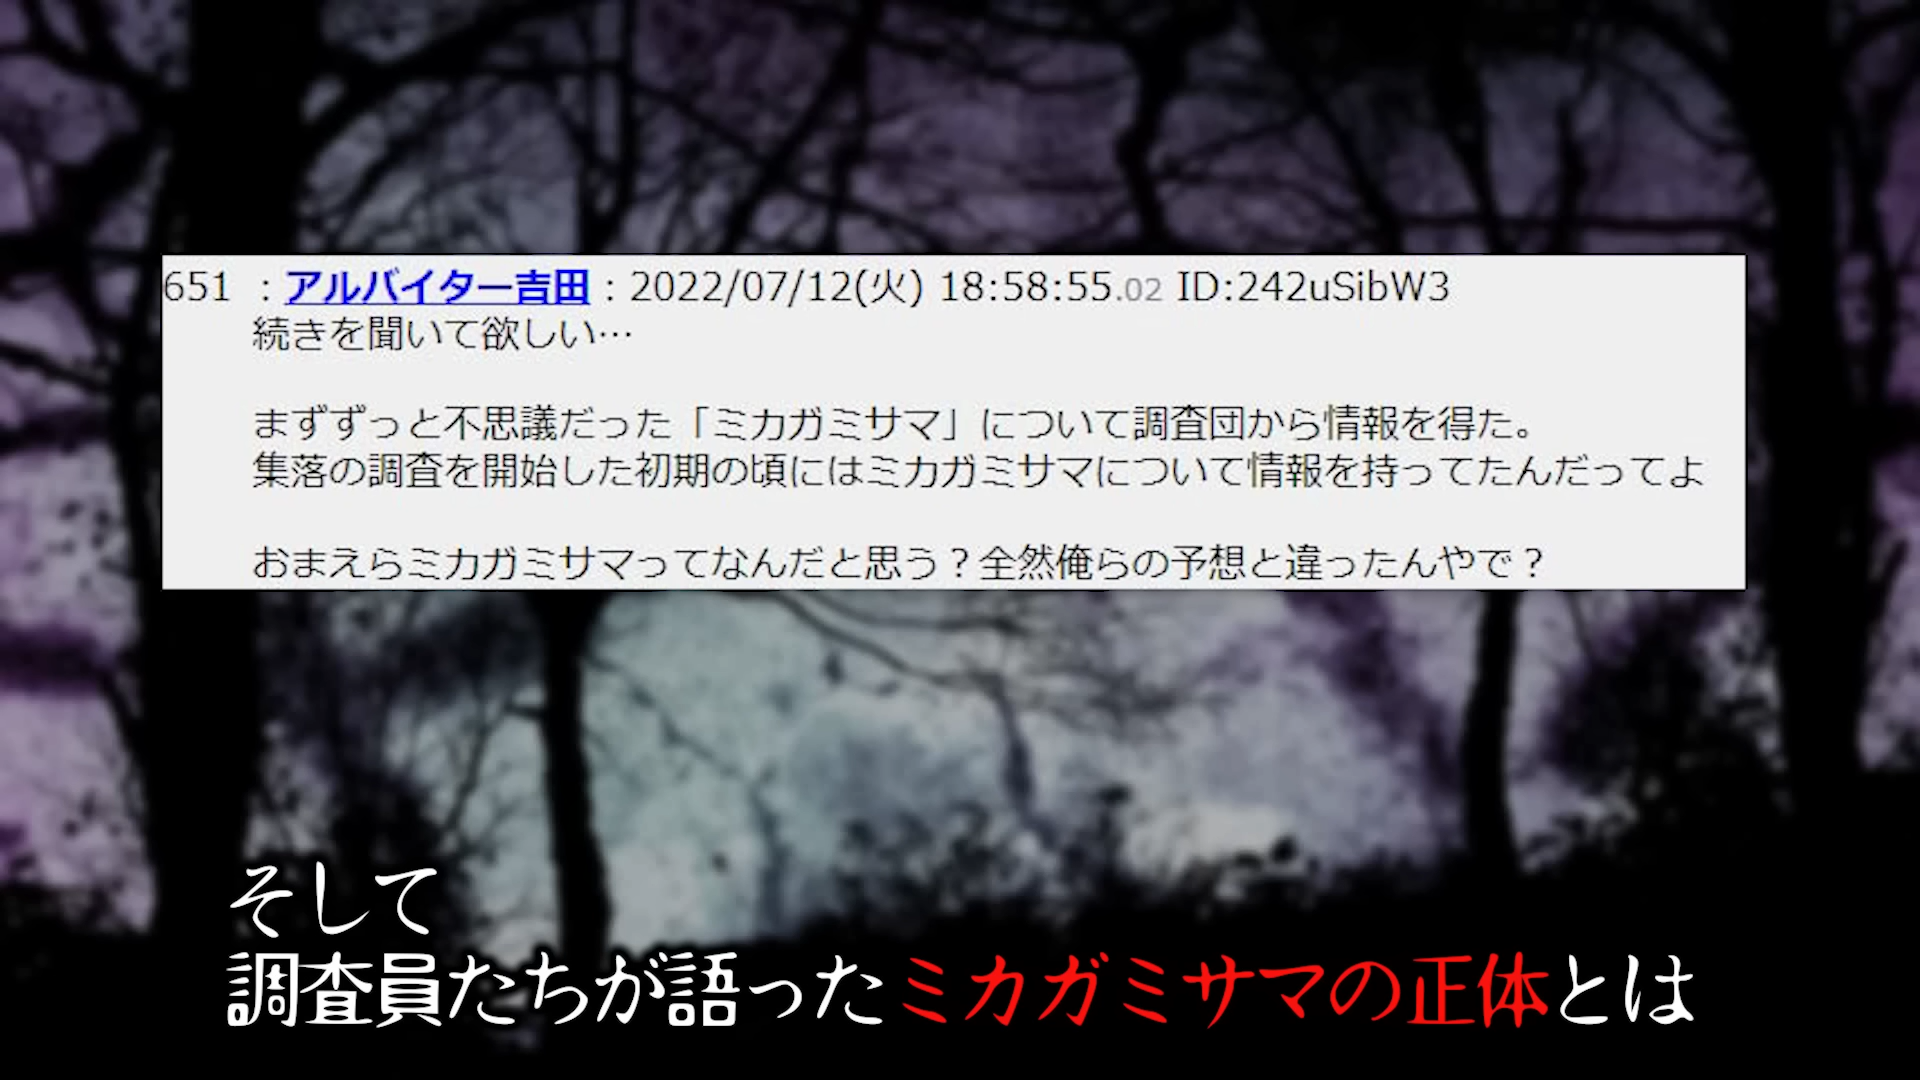 651 ：アルバイター吉田：2022/07/12(火) 18:58:55.02 ID:242uSibW3
続きを聞いて欲しい…
まずずっと不思議だった「ミカガミサマ」について調査団から情報を得た。
集落の調査を開始した初期の頃にはミカガミサマについて情報を持ってたんだってよ
おまえらミカガミサマってなんだと思う？全然俺らの予想と違ったんやで？
そして
調査員たちが語ったミカガミサマの正体とは